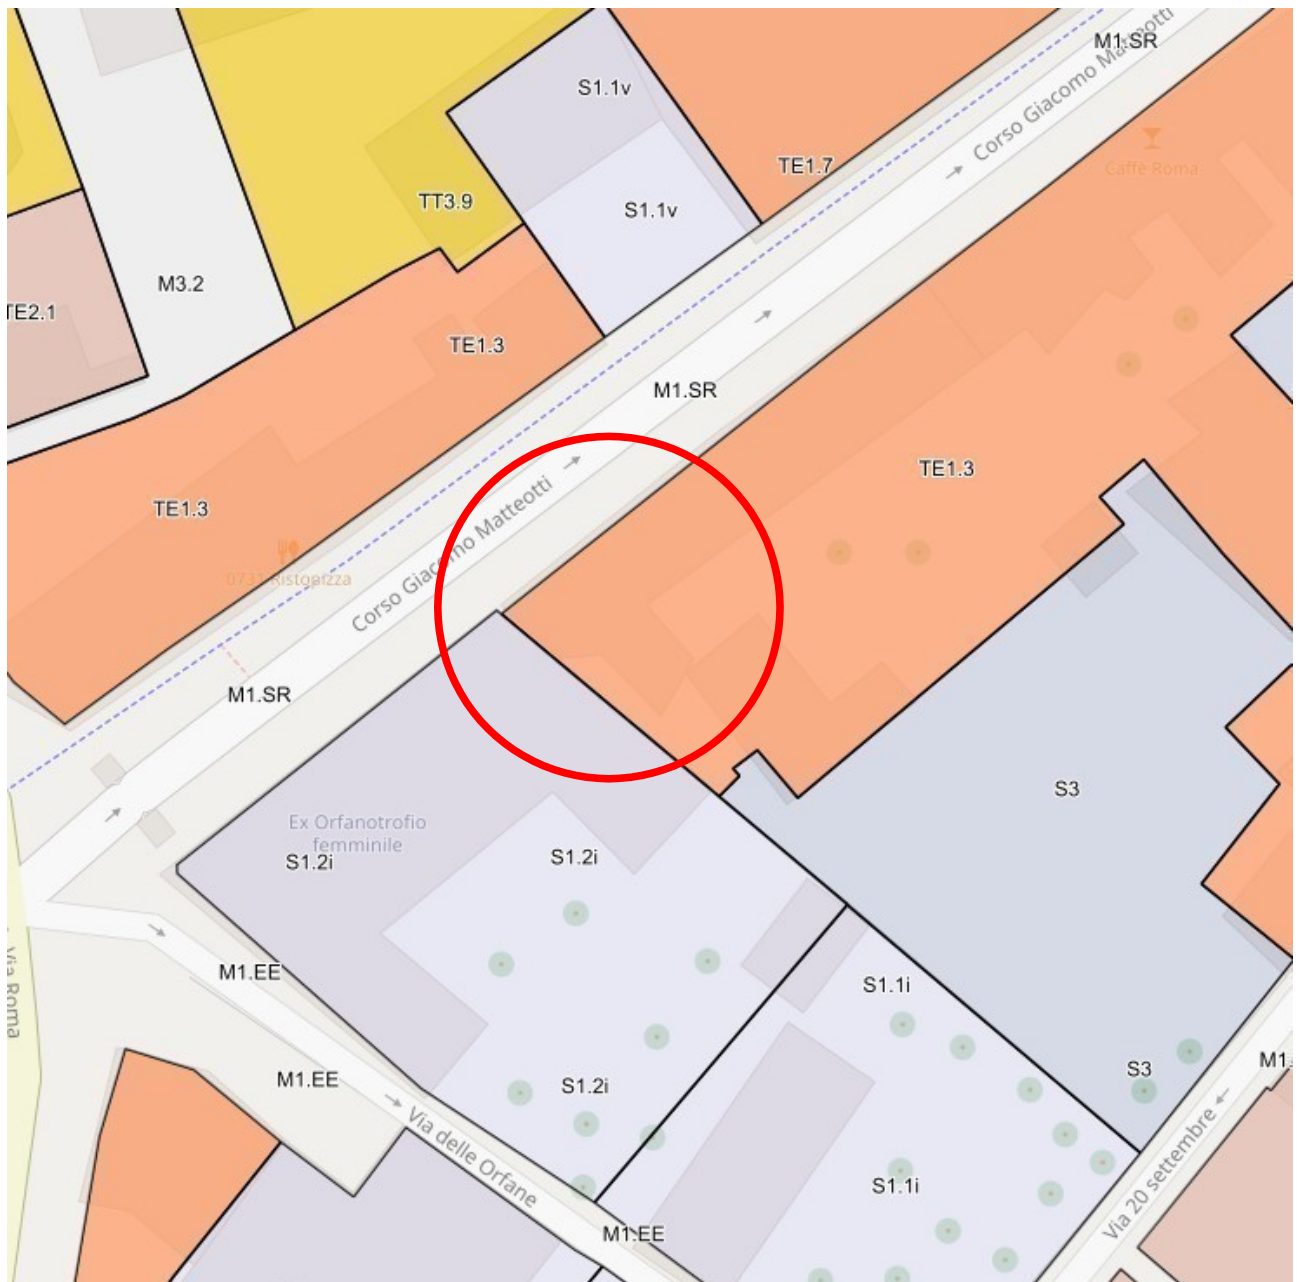 M1.SR
Corso Giacomo Matteotti
S1.1v
TE1.7
Caffè Roma
TT3.9
S1.1v
M3.2
TE2.1
TE1.3
M1.SR
TE1.3
TE1.3
0731 Ristopizza
Corso Giacomo Matteotti
M1.SR
S3
Ex Orfanotrofio
femminile
S1.2i
S1.2i
Via Roma
M1.EE
S1.1i
M1.EE
S1.2i
S3
M1.
Via delle Orfane
S1.1i
Via 20 settembre
M1.EE